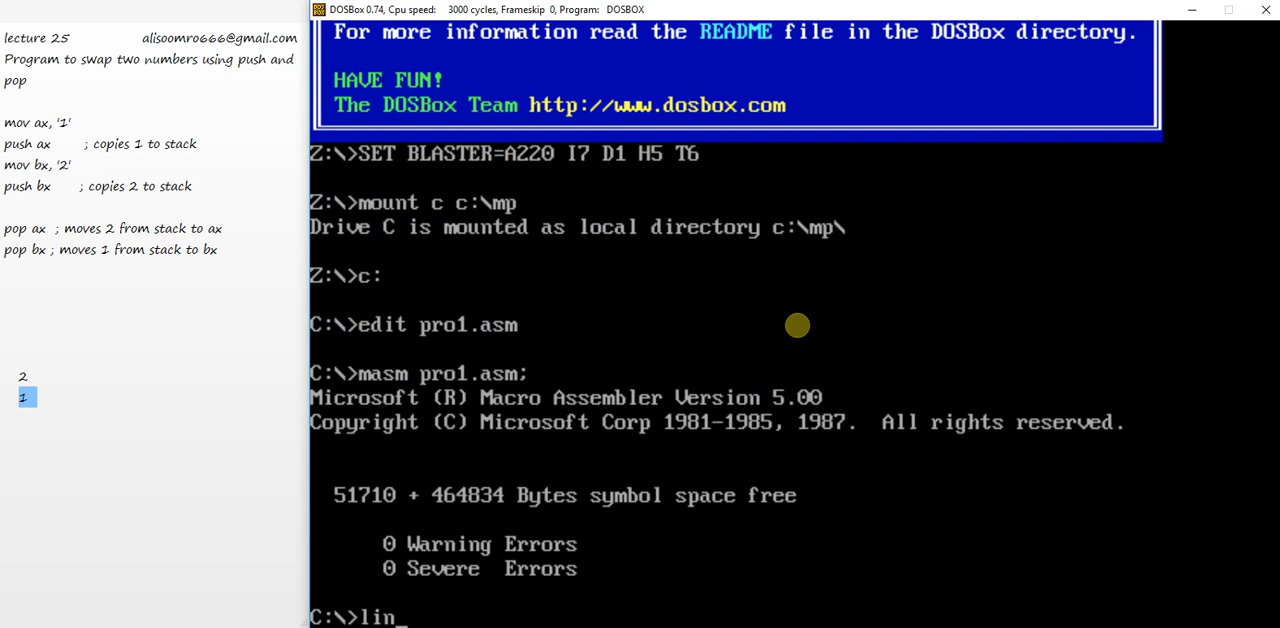 lecture 25 alisoomro666@gmail.com
Program to swap two numbers using push and
pop
mov ax, '1'
push ax ; copies 1 to stack
mov bx, '2'
push bx ; copies 2 to stack
pop ax ; moves 2 from stack to ax
pop bx ; moves 1 from stack to bx
2
1
DOSBox 0.74, Cpu speed: 3000 cycles, Frameskip 0, Program: DOSBOX
For more information read the README file in the DOSBox directory.
HAVE FUN!
The DOSBox Team http://www.dosbox.com
Z:\>SET BLASTER=A220 I7 D1 H5 T6
Z:\>mount c c:\mp
Drive C is mounted as local directory c:\mp\
Z:\>c:
C:\>edit pro1.asm
C:\>masm pro1.asm;
Microsoft (R) Macro Assembler Version 5.00
Copyright (C) Microsoft Corp 1981-1985, 1987. All rights reserved.
51710 + 464834 Bytes symbol space free
0 Warning Errors
0 Severe Errors
C:\>lin_